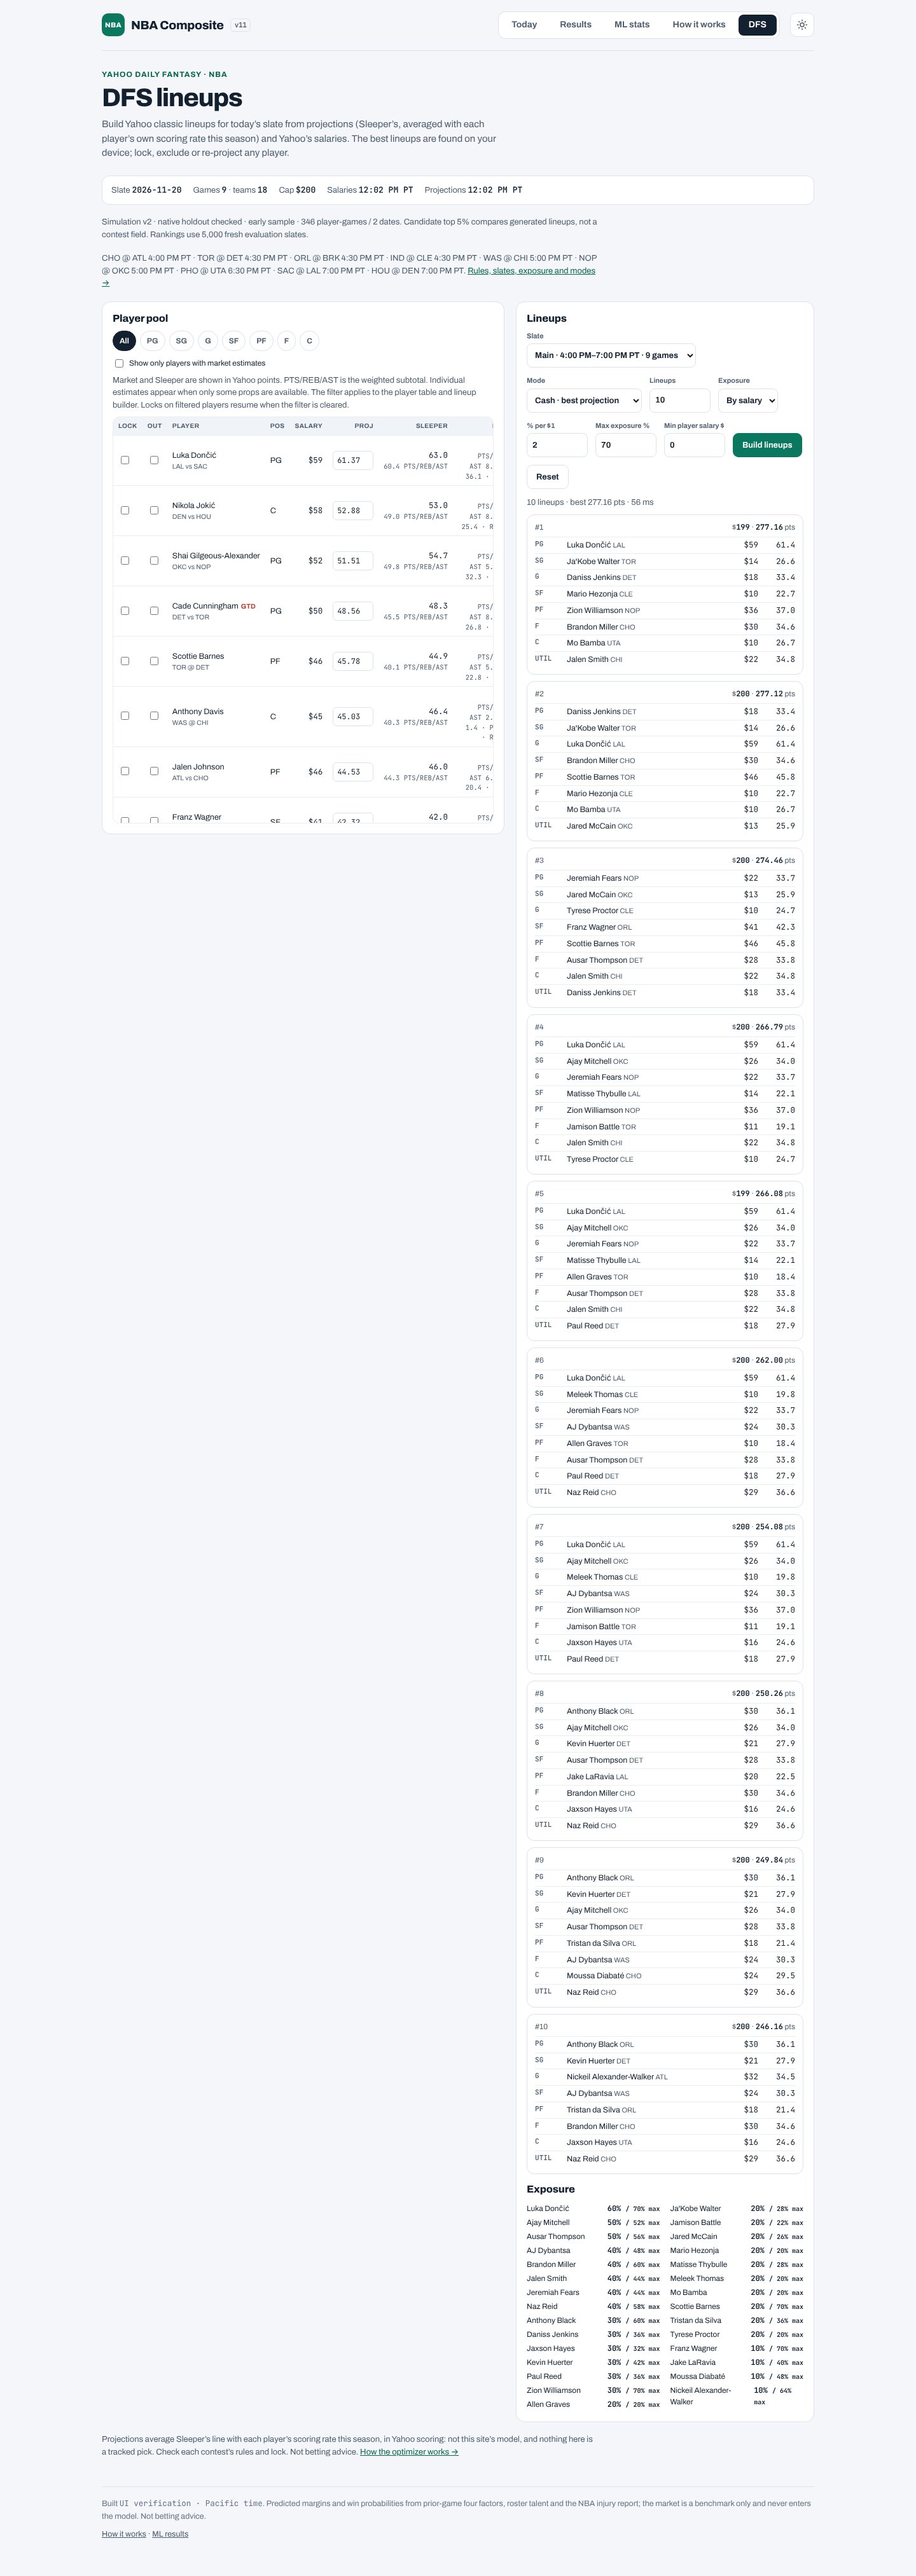 NBA NBA Composite v11 Today Results ML stats How it works DFS
YAHOO DAILY FANTASY · NBA
DFS lineups
Build Yahoo classic lineups for today's slate from projections (Sleeper's, averaged with each
player's own scoring rate this season) and Yahoo's salaries. The best lineups are found on your
device; lock, exclude or re-project any player.
Slate 2026-11-20 Games 9 · teams 18 Cap $200 Salaries 12:02 PM PT Projections 12:02 PM PT
Simulation v2 · native holdout checked · early sample · 346 player-games / 2 dates. Candidate top 5% compares generated lineups, not a
contest field. Rankings use 5,000 fresh evaluation slates.
CHO @ ATL 4:00 PM PT · TOR @ DET 4:30 PM PT · ORL @ BRK 4:30 PM PT · IND @ CLE 4:30 PM PT · WAS @ CHI 5:00 PM PT · NOP
@ OKC 5:00 PM PT · PHO @ UTA 6:30 PM PT · SAC @ LAL 7:00 PM PT · HOU @ DEN 7:00 PM PT. Rules, slates, exposure and modes
→
Player pool
All PG SG G SF PF F C
Show only players with market estimates
Market and Sleeper are shown in Yahoo points. PTS/REB/AST is the weighted subtotal. Individual
estimates appear when only some props are available. The filter applies to the player table and lineup
builder. Locks on filtered players resume when the filter is cleared.
LOCK OUT PLAYER POS SALARY PROJ SLEEPER
Luka Dončić PG $59 61.37 63.0 PTS/
LAL vs SAC 60.4 PTS/REB/AST AST 8.
36.1 ·
Nikola Jokić C $58 52.88 53.0 PTS/
DEN vs HOU 49.0 PTS/REB/AST AST 8.
25.4 · R
Shai Gilgeous-Alexander PG $52 51.51 54.7 PTS/
OKC vs NOP 49.8 PTS/REB/AST AST 5.
32.3 ·
Cade Cunningham GTD PG $50 48.56 48.3 PTS/
DET vs TOR 45.5 PTS/REB/AST AST 8.
26.8 ·
Scottie Barnes PF $46 45.78 44.9 PTS/
TOR @ DET 40.1 PTS/REB/AST AST 5.
22.8 ·
Anthony Davis C $45 45.03 46.4 PTS/
WAS @ CHI 40.3 PTS/REB/AST AST 2.
1.4 · P
· R
Jalen Johnson PF $46 44.53 46.0 PTS/
ATL vs CHO 44.3 PTS/REB/AST AST 6.
20.4 ·
Franz Wagner SF $41 42.32 42.0 PTS/
Lineups
Slate
Main · 4:00 PM–7:00 PM PT · 9 games
Mode Lineups Exposure
Cash · best projection 10 By salary
% per $1 Max exposure % Min player salary $
2 70 0 Build lineups
Reset
10 lineups · best 277.16 pts · 56 ms
#1 $199 · 277.16 pts
PG Luka Dončić LAL $59 61.4
SG Ja'Kobe Walter TOR $14 26.6
G Daniss Jenkins DET $18 33.4
SF Mario Hezonja CLE $10 22.7
PF Zion Williamson NOP $36 37.0
F Brandon Miller CHO $30 34.6
C Mo Bamba UTA $10 26.7
UTIL Jalen Smith CHI $22 34.8
#2 $200 · 277.12 pts
PG Daniss Jenkins DET $18 33.4
SG Ja'Kobe Walter TOR $14 26.6
G Luka Dončić LAL $59 61.4
SF Brandon Miller CHO $30 34.6
PF Scottie Barnes TOR $46 45.8
F Mario Hezonja CLE $10 22.7
C Mo Bamba UTA $10 26.7
UTIL Jared McCain OKC $13 25.9
#3 $200 · 274.46 pts
PG Jeremiah Fears NOP $22 33.7
SG Jared McCain OKC $13 25.9
G Tyrese Proctor CLE $10 24.7
SF Franz Wagner ORL $41 42.3
PF Scottie Barnes TOR $46 45.8
F Ausar Thompson DET $28 33.8
C Jalen Smith CHI $22 34.8
UTIL Daniss Jenkins DET $18 33.4
#4 $200 · 266.79 pts
PG Luka Dončić LAL $59 61.4
SG Ajay Mitchell OKC $26 34.0
G Jeremiah Fears NOP $22 33.7
SF Matisse Thybulle LAL $14 22.1
PF Zion Williamson NOP $36 37.0
F Jamison Battle TOR $11 19.1
C Jalen Smith CHI $22 34.8
UTIL Tyrese Proctor CLE $10 24.7
#5 $199 · 266.08 pts
PG Luka Dončić LAL $59 61.4
SG Ajay Mitchell OKC $26 34.0
G Jeremiah Fears NOP $22 33.7
SF Matisse Thybulle LAL $14 22.1
PF Allen Graves TOR $10 18.4
F Ausar Thompson DET $28 33.8
C Jalen Smith CHI $22 34.8
UTIL Paul Reed DET $18 27.9
#6 $200 · 262.00 pts
PG Luka Dončić LAL $59 61.4
SG Meleek Thomas CLE $10 19.8
G Jeremiah Fears NOP $22 33.7
SF AJ Dybantsa WAS $24 30.3
PF Allen Graves TOR $10 18.4
F Ausar Thompson DET $28 33.8
C Paul Reed DET $18 27.9
UTIL Naz Reid CHO $29 36.6
#7 $200 · 254.08 pts
PG Luka Dončić LAL $59 61.4
SG Ajay Mitchell OKC $26 34.0
G Meleek Thomas CLE $10 19.8
SF AJ Dybantsa WAS $24 30.3
PF Zion Williamson NOP $36 37.0
F Jamison Battle TOR $11 19.1
C Jaxson Hayes UTA $16 24.6
UTIL Paul Reed DET $18 27.9
#8 $200 · 250.26 pts
PG Anthony Black ORL $30 36.1
SG Ajay Mitchell OKC $26 34.0
G Kevin Huerter DET $21 27.9
SF Ausar Thompson DET $28 33.8
PF Jake LaRavia LAL $20 22.5
F Brandon Miller CHO $30 34.6
C Jaxson Hayes UTA $16 24.6
UTIL Naz Reid CHO $29 36.6
#9 $200 · 249.84 pts
PG Anthony Black ORL $30 36.1
SG Kevin Huerter DET $21 27.9
G Ajay Mitchell OKC $26 34.0
SF Ausar Thompson DET $28 33.8
PF Tristan da Silva ORL $18 21.4
F AJ Dybantsa WAS $24 30.3
C Moussa Diabaté CHO $24 29.5
UTIL Naz Reid CHO $29 36.6
#10 $200 · 246.16 pts
PG Anthony Black ORL $30 36.1
SG Kevin Huerter DET $21 27.9
G Nickeil Alexander-Walker ATL $32 34.5
SF AJ Dybantsa WAS $24 30.3
PF Tristan da Silva ORL $18 21.4
F Brandon Miller CHO $30 34.6
C Jaxson Hayes UTA $16 24.6
UTIL Naz Reid CHO $29 36.6
Exposure
Luka Dončić 60% / 70% max Ja'Kobe Walter 20% / 28% max
Ajay Mitchell 50% / 52% max Jamison Battle 20% / 22% max
Ausar Thompson 50% / 56% max Jared McCain 20% / 26% max
AJ Dybantsa 40% / 48% max Mario Hezonja 20% / 20% max
Brandon Miller 40% / 60% max Matisse Thybulle 20% / 28% max
Jalen Smith 40% / 44% max Meleek Thomas 20% / 20% max
Jeremiah Fears 40% / 44% max Mo Bamba 20% / 20% max
Naz Reid 40% / 58% max Scottie Barnes 20% / 70% max
Anthony Black 30% / 60% max Tristan da Silva 20% / 36% max
Daniss Jenkins 30% / 36% max Tyrese Proctor 20% / 20% max
Jaxson Hayes 30% / 32% max Franz Wagner 10% / 70% max
Kevin Huerter 30% / 42% max Jake LaRavia 10% / 40% max
Paul Reed 30% / 36% max Moussa Diabaté 10% / 48% max
Zion Williamson 30% / 70% max Nickeil Alexander- 10% / 64%
Allen Graves 20% / 20% max Walker max
Projections average Sleeper's line with each player's scoring rate this season, in Yahoo scoring: not this site's model, and nothing here is
a tracked pick. Check each contest's rules and lock. Not betting advice. How the optimizer works →
Built UI verification · Pacific time. Predicted margins and win probabilities from prior-game four factors, roster talent and the NBA injury report; the market is a benchmark only and never enters
the model. Not betting advice.
How it works · ML results